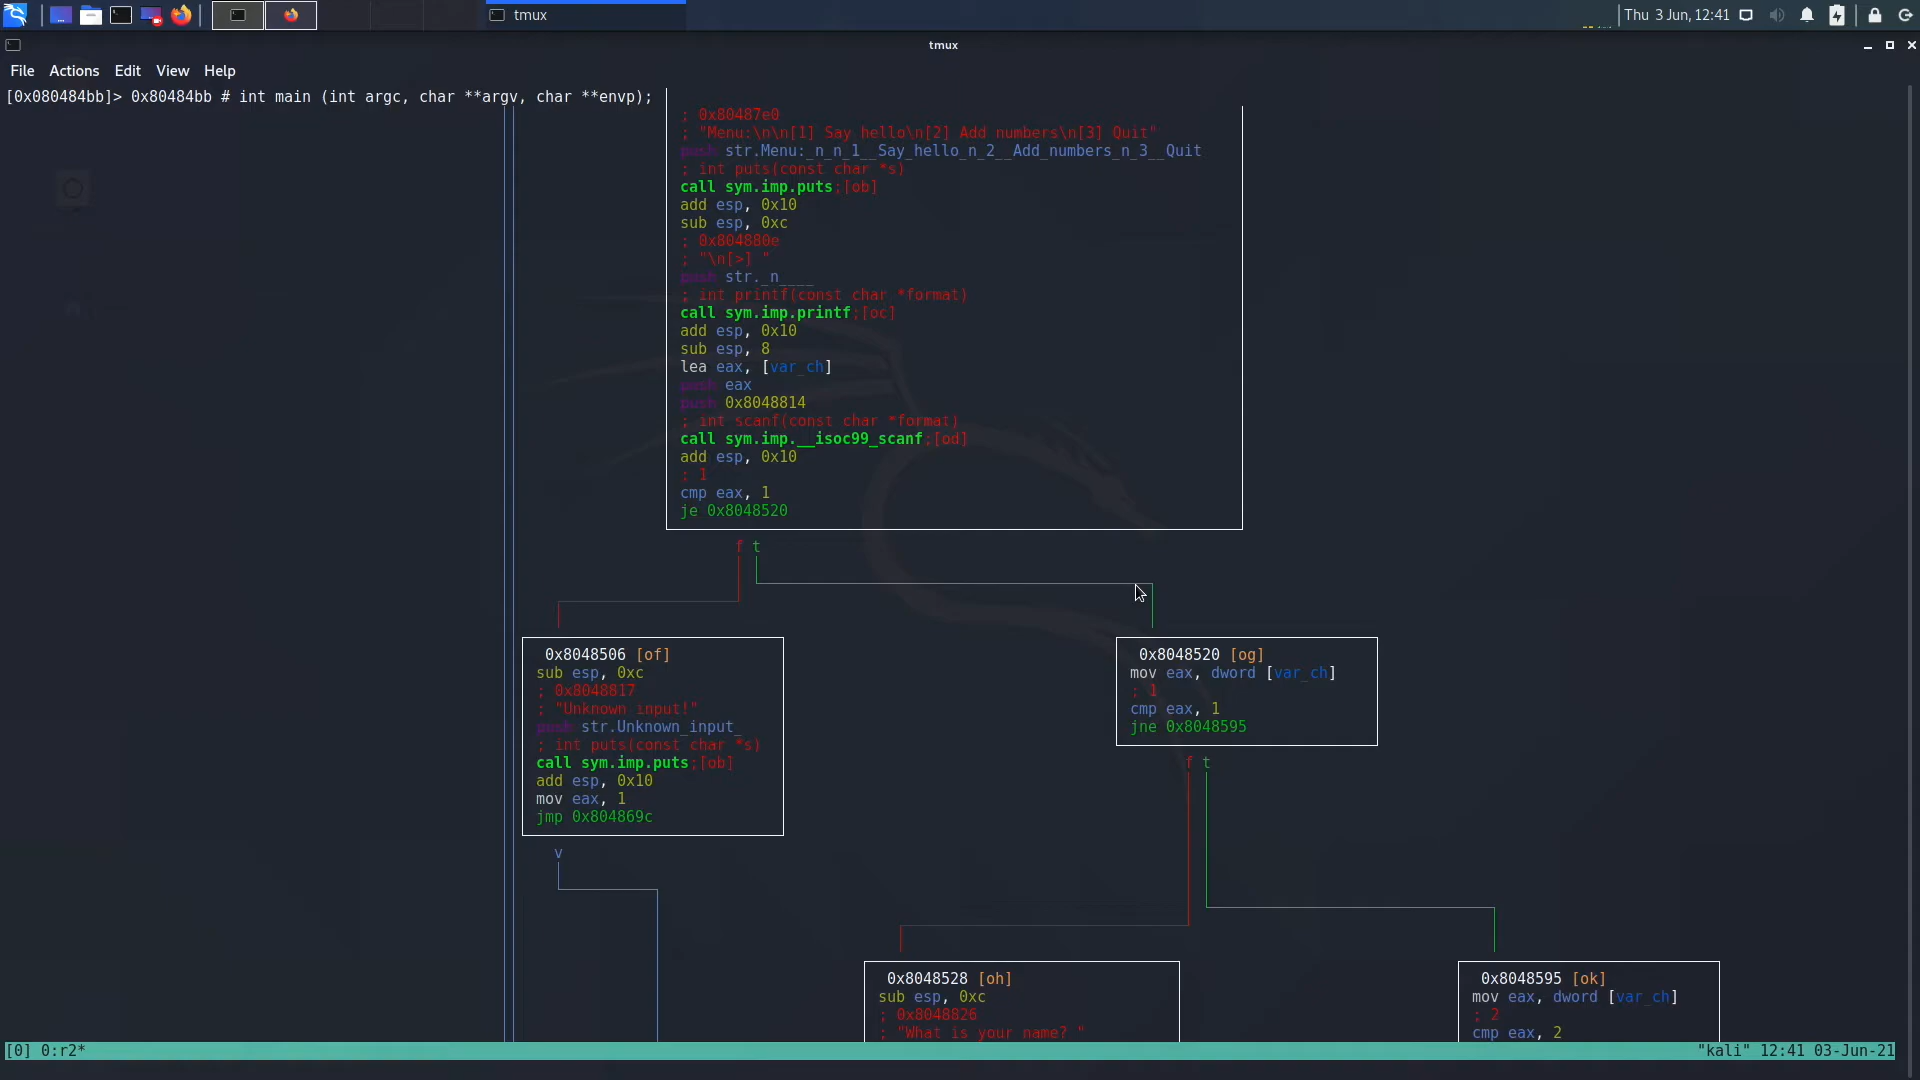 tmux
Thu 3 Jun, 12:41
tmux
File Actions Edit View Help
[0x080484bb]> 0x80484bb # int main (int argc, char **argv, char **envp);
; 0x80487e0
; "Menu:\n\n[1] Say hello\n[2] Add numbers\n[3] Quit"
push str.Menu:_n_n_1__Say_hello_n_2__Add_numbers_n_3__Quit
; int puts(const char *s)
call sym.imp.puts;[ob]
add esp, 0x10
sub esp, 0xc
; 0x804880e
; "\n[>] "
push str._n____
; int printf(const char *format)
call sym.imp.printf;[oc]
add esp, 0x10
sub esp, 8
lea eax, [var_ch]
push eax
push 0x8048814
; int scanf(const char *format)
call sym.imp.__isoc99_scanf;[od]
add esp, 0x10
; 1
cmp eax, 1
je 0x8048520
f t
0x8048506 [of]
sub esp, 0xc
; 0x8048817
; "Unknown input!"
push str.Unknown_input_
; int puts(const char *s)
call sym.imp.puts;[ob]
add esp, 0x10
mov eax, 1
jmp 0x804869c
v
0x8048520 [og]
mov eax, dword [var_ch]
; 1
cmp eax, 1
jne 0x8048595
f t
0x8048528 [oh]
sub esp, 0xc
; 0x8048826
; "What is your name? "
0x8048595 [ok]
mov eax, dword [var_ch]
; 2
cmp eax, 2
[0] 0:r2*
"kali" 12:41 03-Jun-21